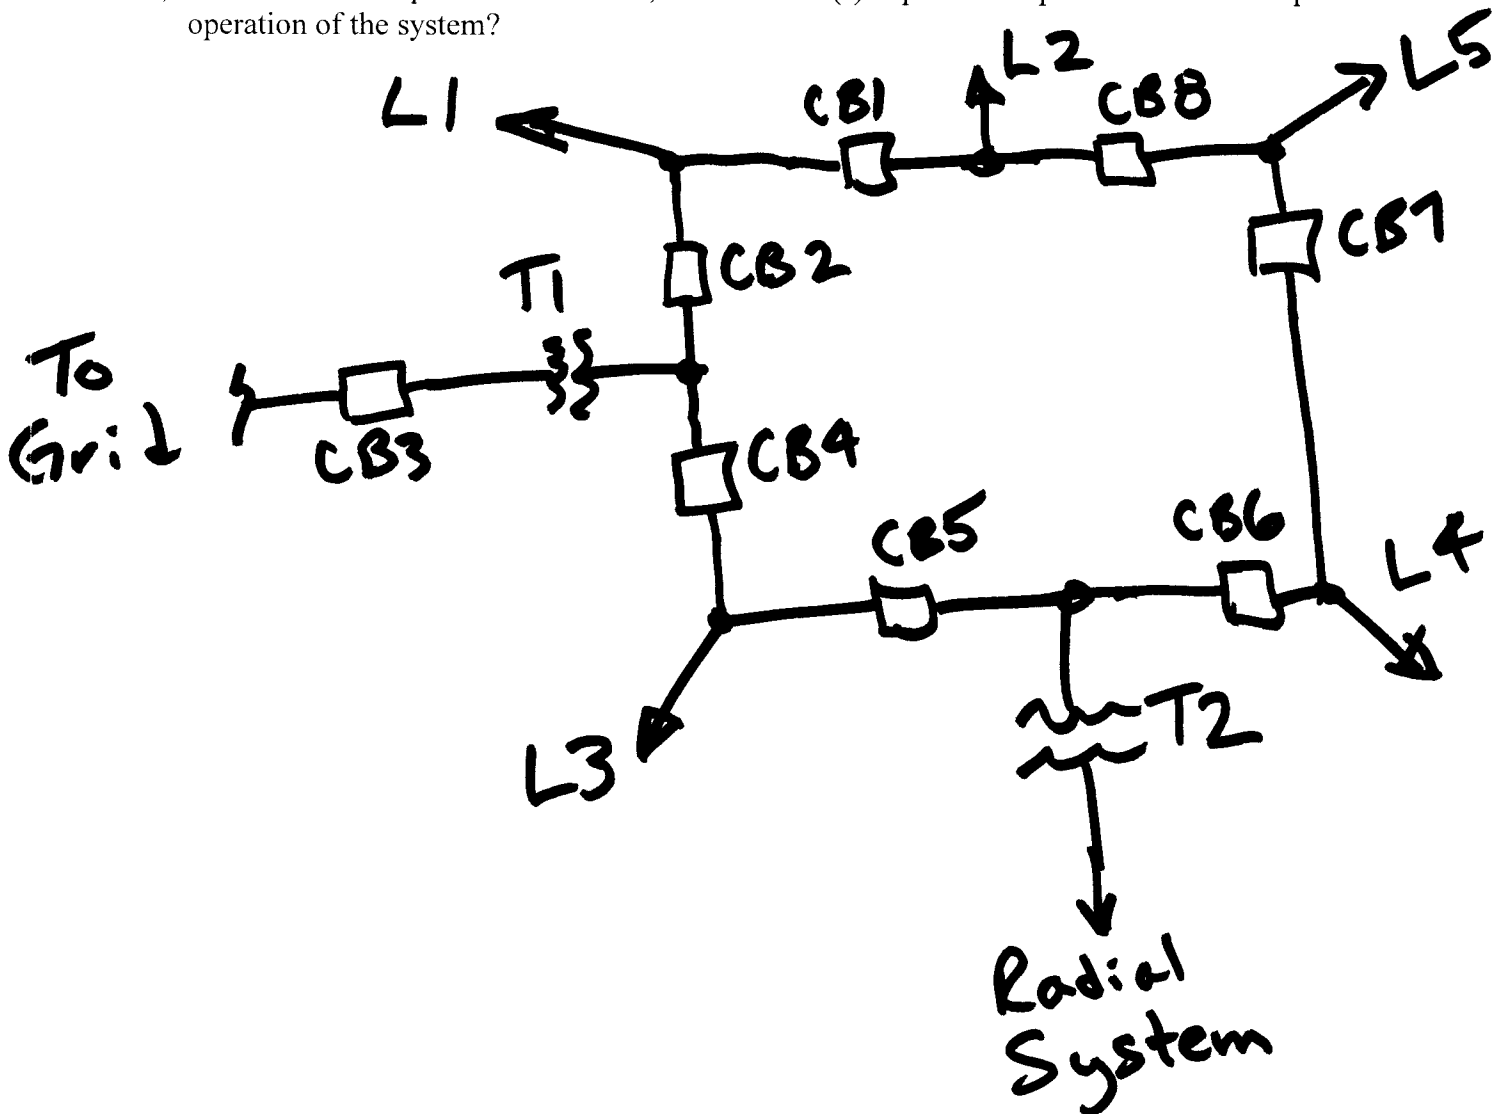 operation of the system?
L1
CB1
L2
CB8
L5
CB2
CB7
T1
To
Grid
CB3
CB4
CB5
CB6
L4
L3
T2
Radial
System